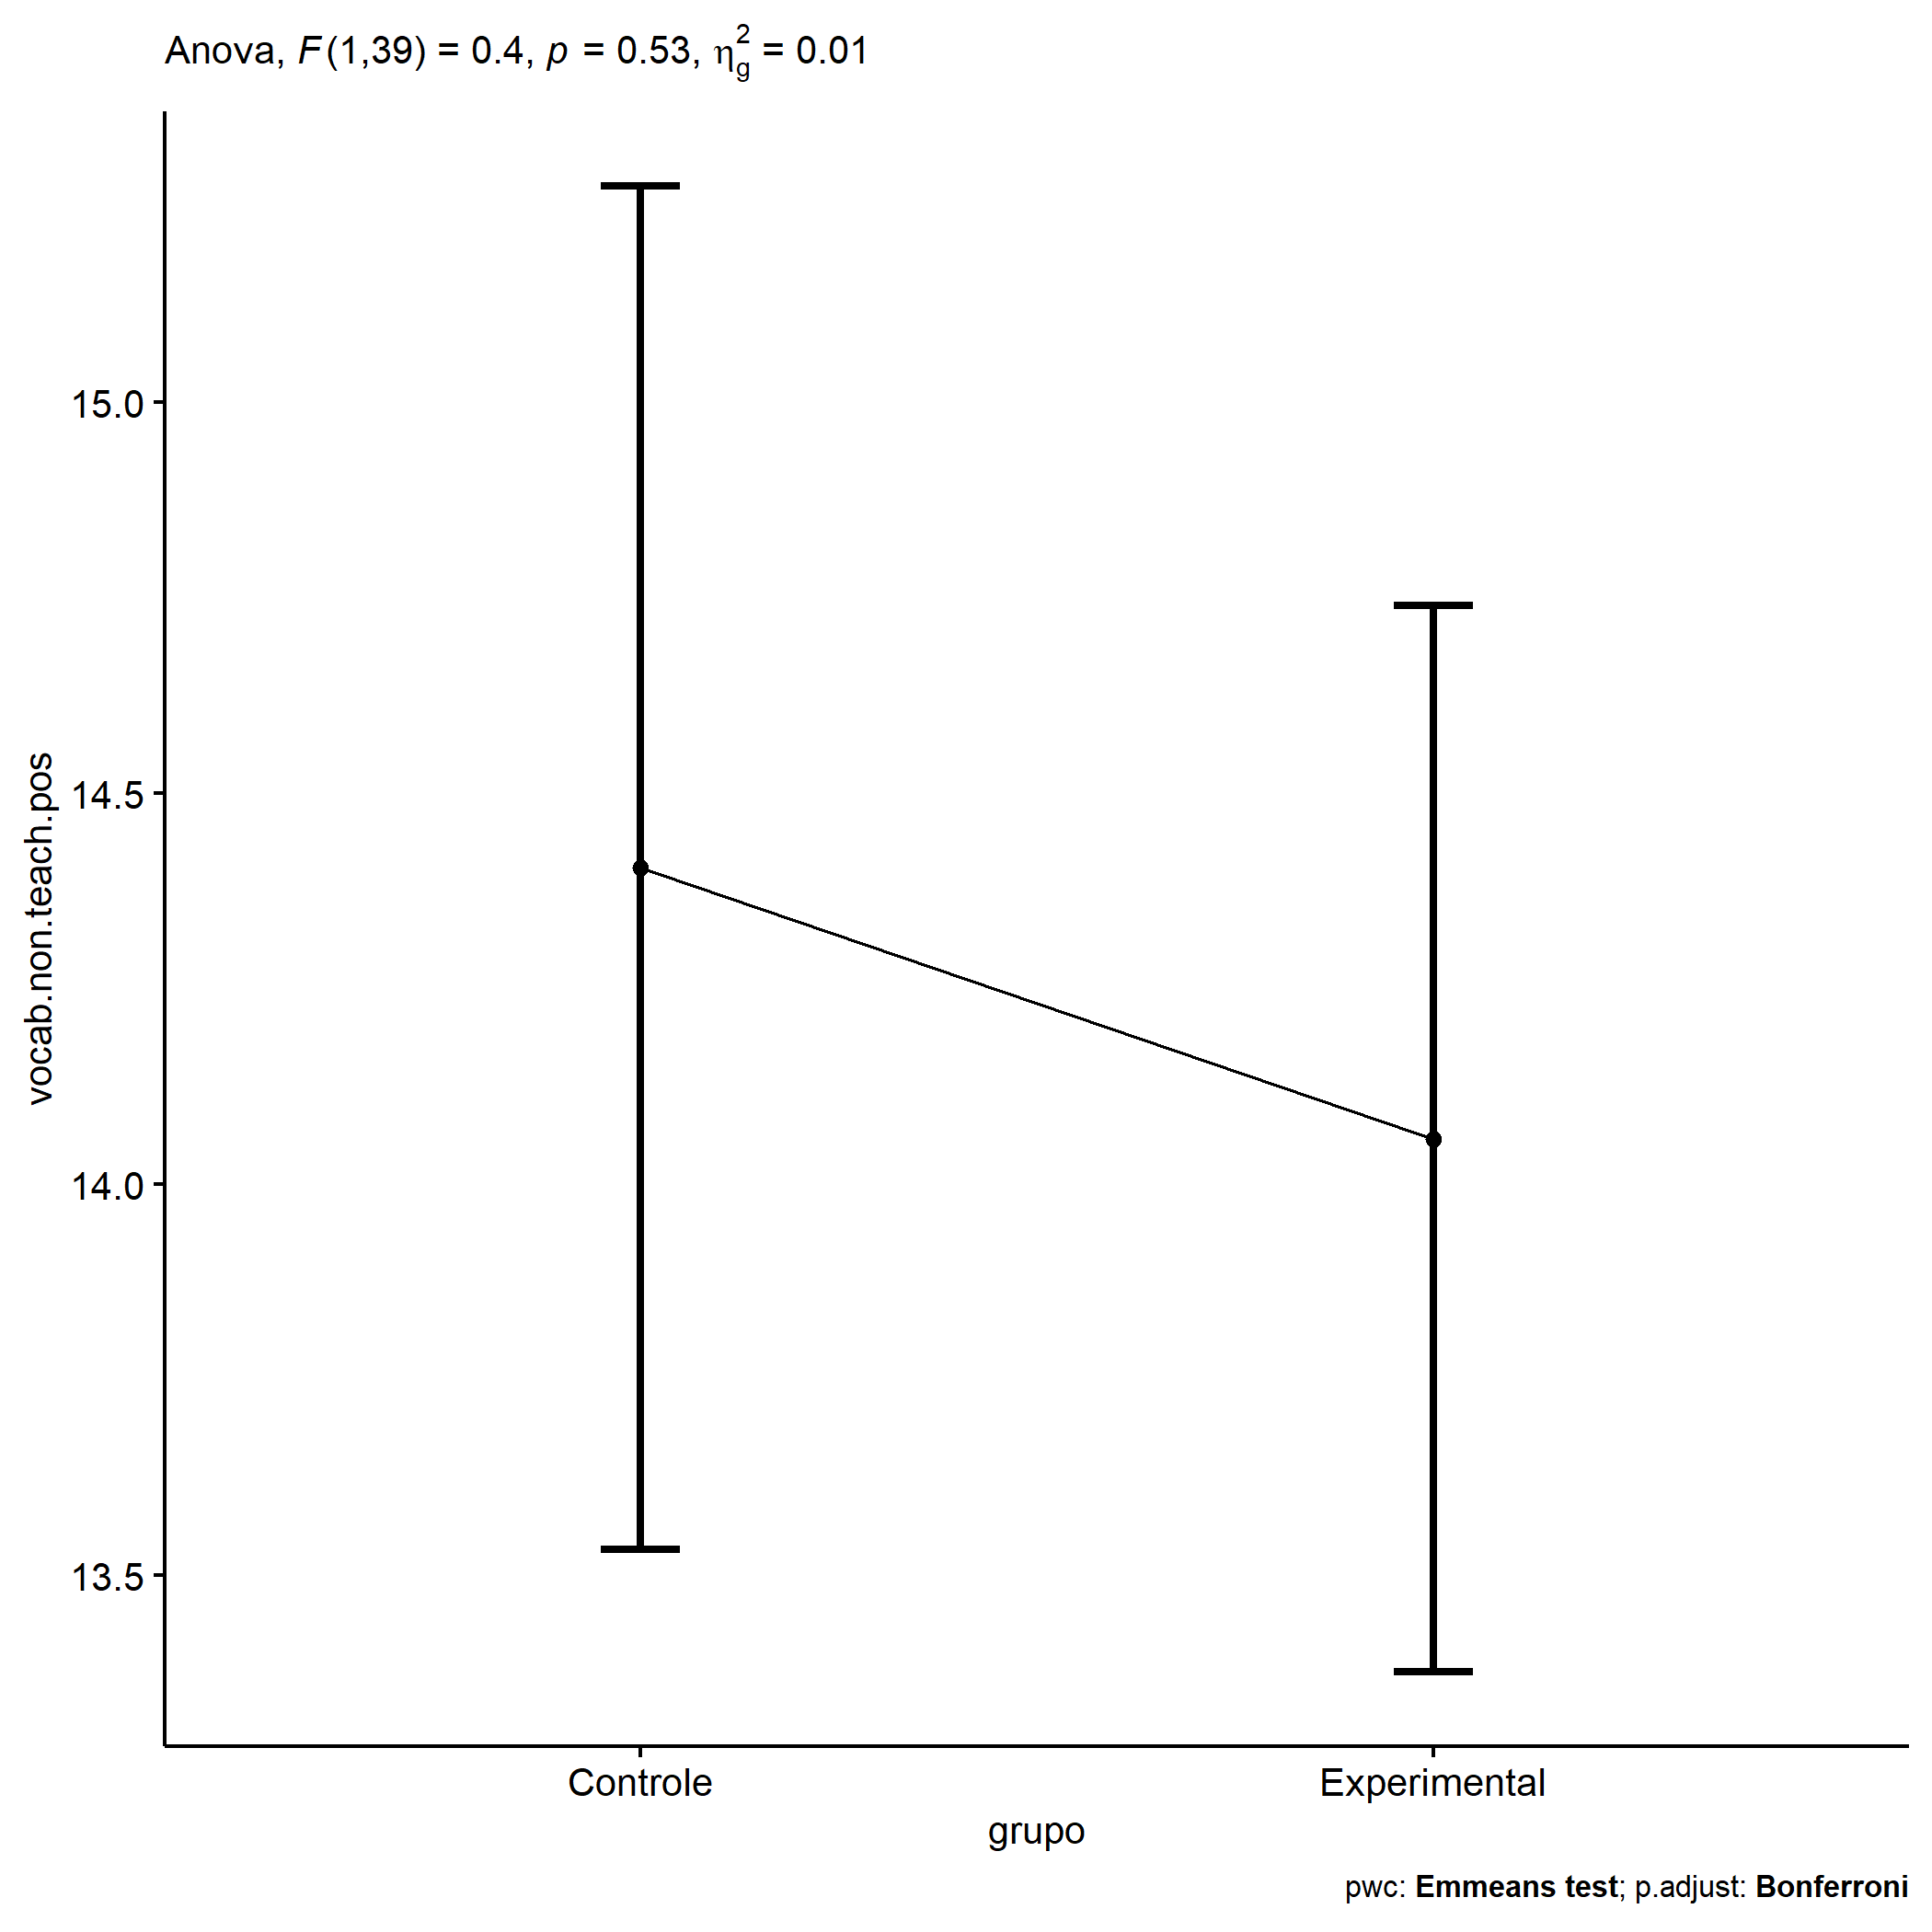 Anova, F(1,39) = 0.4, p = 0.53, η²g = 0.01
15.0
14.5
14.0
13.5
vocab.non.teach.pos
Controle
Experimental
grupo
pwc: Emmeans test; p.adjust: Bonferroni